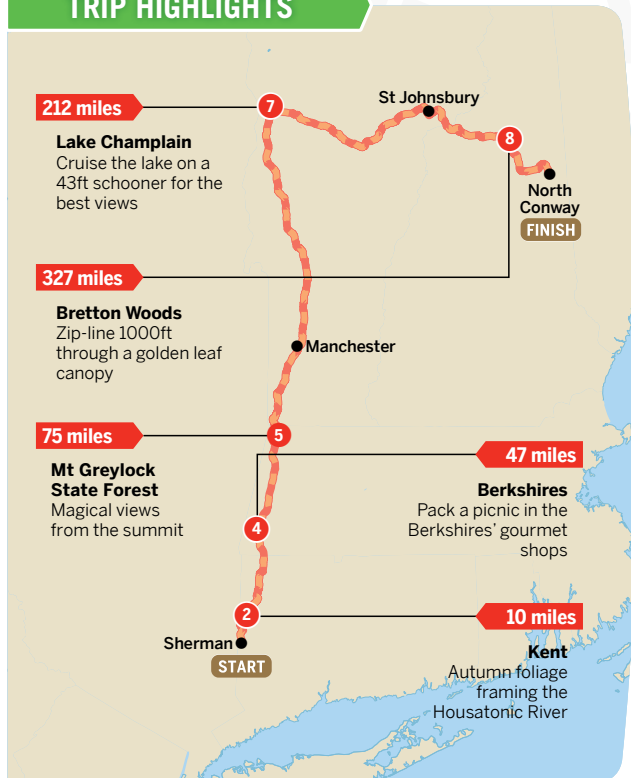 TRIP HIGHLIGHTS
212 miles
Lake Champlain
Cruise the lake on a
43ft schooner for the
best views
7
St Johnsbury
8
North
Conway
FINISH
327 miles
Bretton Woods
Zip-line 1000ft
through a golden leaf
canopy
Manchester
75 miles
Mt Greylock
State Forest
Magical views
from the summit
5
47 miles
Berkshires
Pack a picnic in the
Berkshires’ gourmet
shops
4
2
10 miles
Kent
Autumn foliage
framing the
Housatonic River
Sherman
START